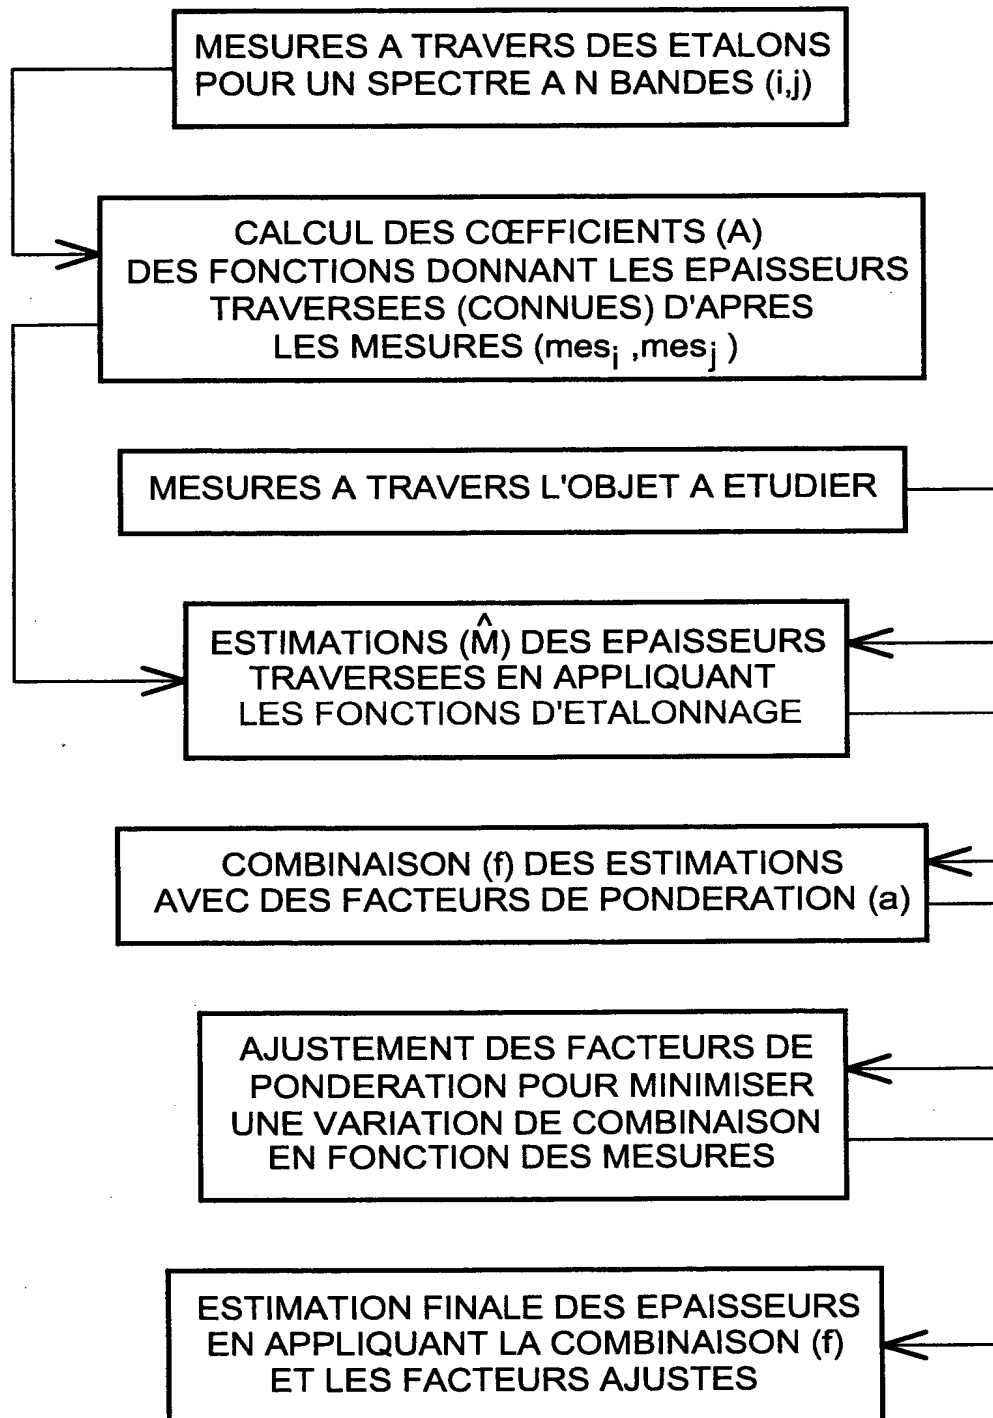 MESURES A TRAVERS DES ETALONS
POUR UN SPECTRE A N BANDES (i,j)
CALCUL DES CŒFFICIENTS (A)
DES FONCTIONS DONNANT LES EPAISSEURS
TRAVERSEES (CONNUES) D'APRES
LES MESURES (mesᵢ ,mesⱼ )
MESURES A TRAVERS L'OBJET A ETUDIER
ESTIMATIONS (M̂) DES EPAISSEURS
TRAVERSEES EN APPLIQUANT
LES FONCTIONS D'ETALONNAGE
COMBINAISON (f) DES ESTIMATIONS
AVEC DES FACTEURS DE PONDERATION (a)
AJUSTEMENT DES FACTEURS DE
PONDERATION POUR MINIMISER
UNE VARIATION DE COMBINAISON
EN FONCTION DES MESURES
ESTIMATION FINALE DES EPAISSEURS
EN APPLIQUANT LA COMBINAISON (f)
ET LES FACTEURS AJUSTES